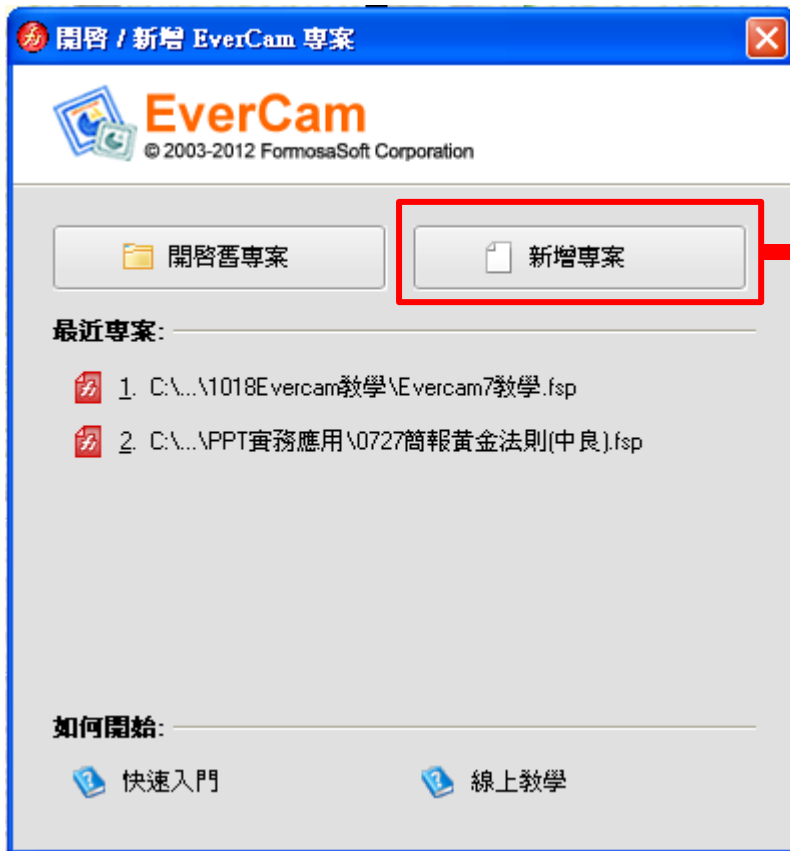 開啓 / 新增 EverCam 專案
EverCam
© 2003-2012 FormosaSoft Corporation
開啓舊專案
新增專案
最近專案:
1. C:\...\1018Evercam教學\Evercam7教學.fsp
2. C:\...\PPT實務應用\0727簡報黃金法則(中良).fsp
如何開始:
快速入門
線上教學